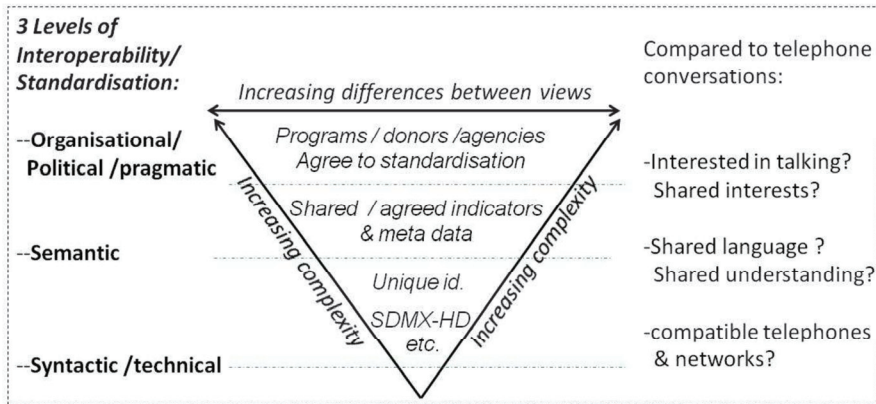 3 Levels of
Interoperability/
Standardisation:
--Organisational/
Political /pragmatic
--Semantic
--Syntactic /technical
Increasing differences between views
Programs / donors /agencies
Agree to standardisation
Shared / agreed indicators
& meta data
Unique id.
SDMX-HD
etc.
Increasing complexity
Increasing complexity
Compared to telephone
conversations:
-Interested in talking?
Shared interests?
-Shared language ?
Shared understanding?
-compatible telephones
& networks?